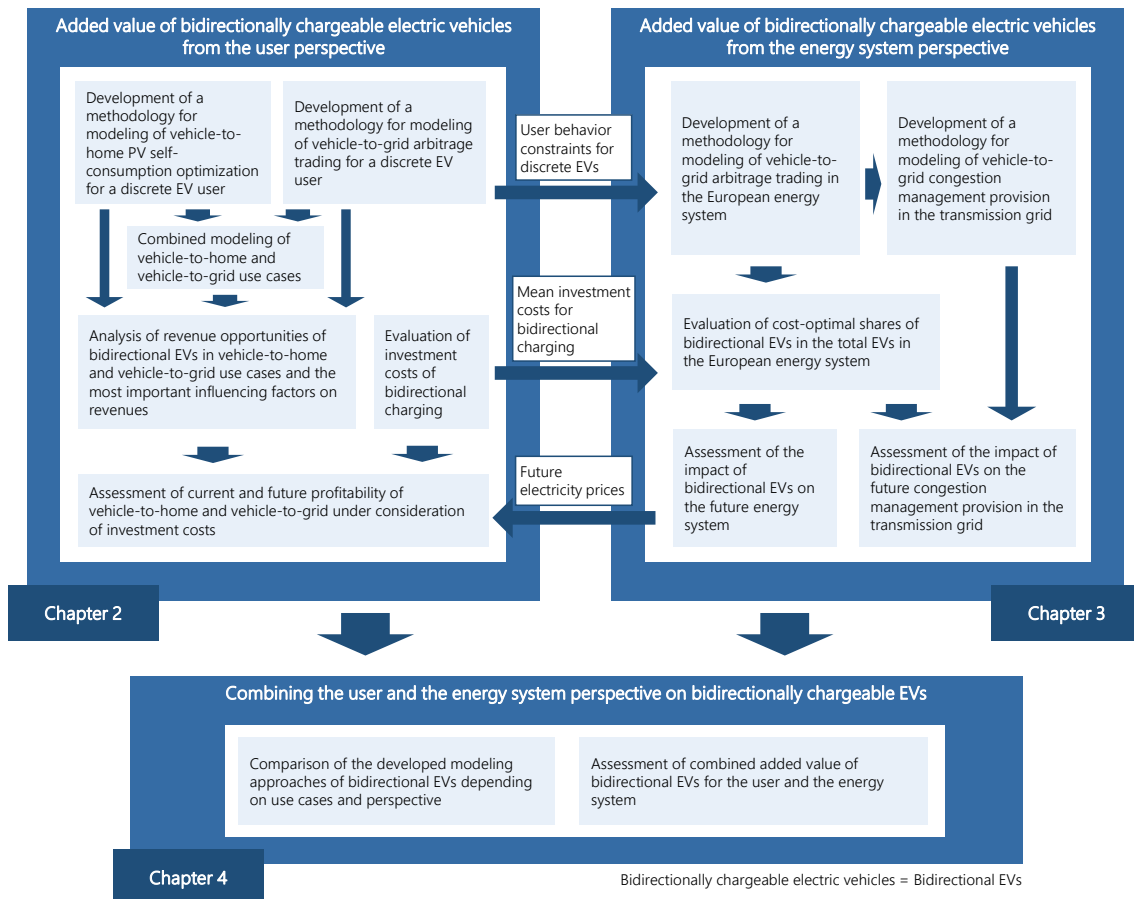 Added value of bidirectionally chargeable electric vehicles
from the user perspective
Development of a
methodology for
modeling of vehicle-to-
home PV self-
consumption optimization
for a discrete EV user
Development of a
methodology for modeling
of vehicle-to-grid arbitrage
trading for a discrete EV
user
Combined modeling of
vehicle-to-home and
vehicle-to-grid use cases
Analysis of revenue opportunities of
bidirectional EVs in vehicle-to-home
and vehicle-to-grid use cases and the
most important influencing factors on
revenues
Evaluation of
investment
costs of
bidirectional
charging
Assessment of current and future profitability of
vehicle-to-home and vehicle-to-grid under consideration
of investment costs
Chapter 2
User behavior
constraints for
discrete EVs
Mean investment
costs for
bidirectional
charging
Future
electricity prices
Added value of bidirectionally chargeable electric vehicles
from the energy system perspective
Development of a
methodology for
modeling of vehicle-to-
grid arbitrage trading in
the European energy
system
Development of a
methodology for
modeling of vehicle-to-
grid congestion
management provision
in the transmission grid
Evaluation of cost-optimal shares of
bidirectional EVs in the total EVs in
the European energy system
Assessment of the
impact of
bidirectional EVs on
the future energy
system
Assessment of the impact of
bidirectional EVs on the
future congestion
management provision in the
transmission grid
Chapter 3
Combining the user and the energy system perspective on bidirectionally chargeable EVs
Comparison of the developed modeling
approaches of bidirectional EVs depending
on use cases and perspective
Assessment of combined added value of
bidirectional EVs for the user and the energy
system
Chapter 4
Bidirectionally chargeable electric vehicles = Bidirectional EVs